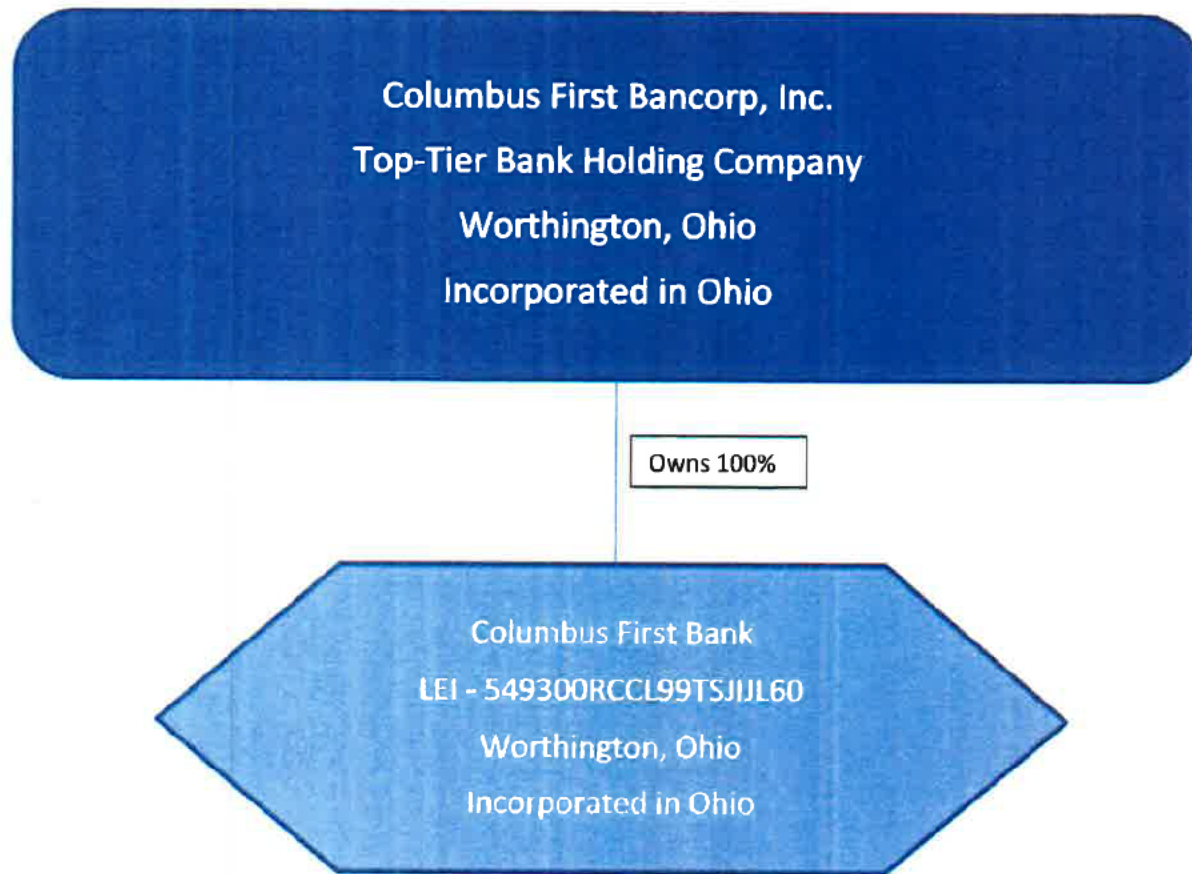 Columbus First Bancorp, Inc.
Top-Tier Bank Holding Company
Worthington, Ohio
Incorporated in Ohio
Owns 100%
Columbus First Bank
LEI - 549300RCCL99TSJIJL60
Worthington, Ohio
Incorporated in Ohio